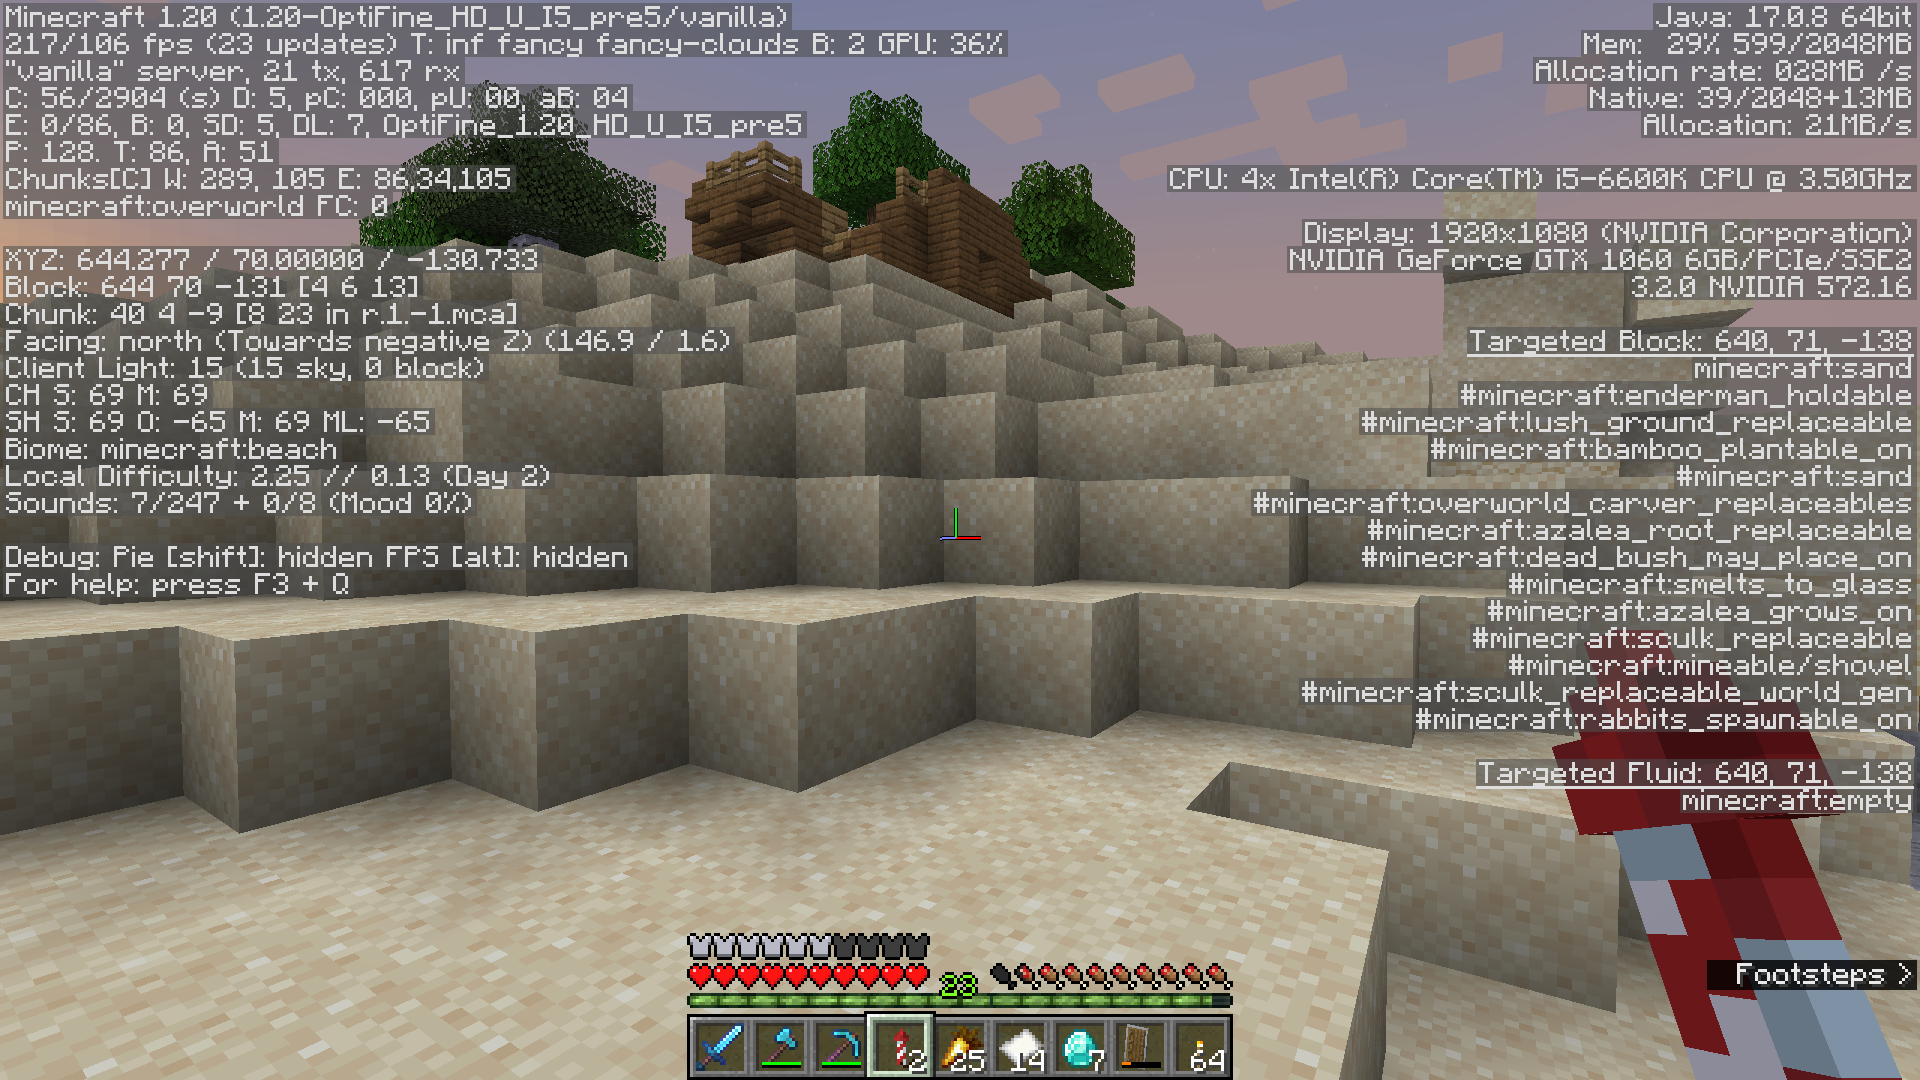 Minecraft 1.20 (1.20-OptiFine_HD_U_I5_pre5/vanilla)
217/106 fps (23 updates) T: inf fancy fancy-clouds B: 2 GPU: 36%
"vanilla" server, 21 tx, 617 rx
C: 56/2904 (s) D: 5, pC: 000, pU: 00, aB: 04
E: 0/86, B: 0, SD: 5, DL: 7, OptiFine_1.20_HD_U_I5_pre5
P: 128. T: 86, A: 51
Chunks[C] W: 289, 105 E: 86,34,105
minecraft:overworld FC: 0
XYZ: 644.277 / 70.00000 / -130.733
Block: 644 70 -131 [4 6 13]
Chunk: 40 4 -9 [8 23 in r.1.-1.mca]
Facing: north (Towards negative Z) (146.9 / 1.6)
Client Light: 15 (15 sky, 0 block)
CH S: 69 M: 69
SH S: 69 O: -65 M: 69 ML: -65
Biome: minecraft:beach
Local Difficulty: 2.25 // 0.13 (Day 2)
Sounds: 7/247 + 0/8 (Mood 0%)
Debug: Pie [shift]: hidden FPS [alt]: hidden
For help: press F3 + Q
Java: 17.0.8 64bit
Mem: 29% 599/2048MB
Allocation rate: 028MB /s
Native: 39/2048+13MB
Allocation: 21MB/s
CPU: 4x Intel(R) Core(TM) i5-6600K CPU @ 3.50GHz
Display: 1920x1080 (NVIDIA Corporation)
NVIDIA GeForce GTX 1060 6GB/PCIe/SSE2
3.2.0 NVIDIA 572.16
Targeted Block: 640, 71, -138
minecraft:sand
#minecraft:enderman_holdable
#minecraft:lush_ground_replaceable
#minecraft:bamboo_plantable_on
#minecraft:sand
#minecraft:overworld_carver_replaceables
#minecraft:azalea_root_replaceable
#minecraft:dead_bush_may_place_on
#minecraft:smelts_to_glass
#minecraft:azalea_grows_on
#minecraft:sculk_replaceable
#minecraft:mineable/shovel
#minecraft:sculk_replaceable_world_gen
#minecraft:rabbits_spawnable_on
Targeted Fluid: 640, 71, -138
minecraft:empty
Footsteps >
28
2 25 14 7 64